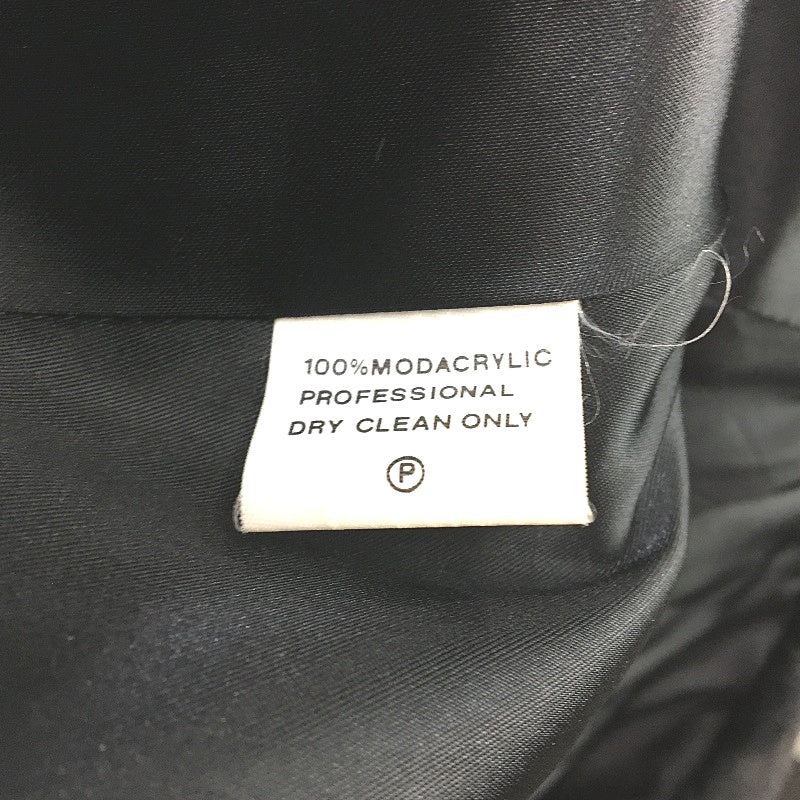 100%MODACRYLIC
PROFESSIONAL
DRY CLEAN ONLY
P